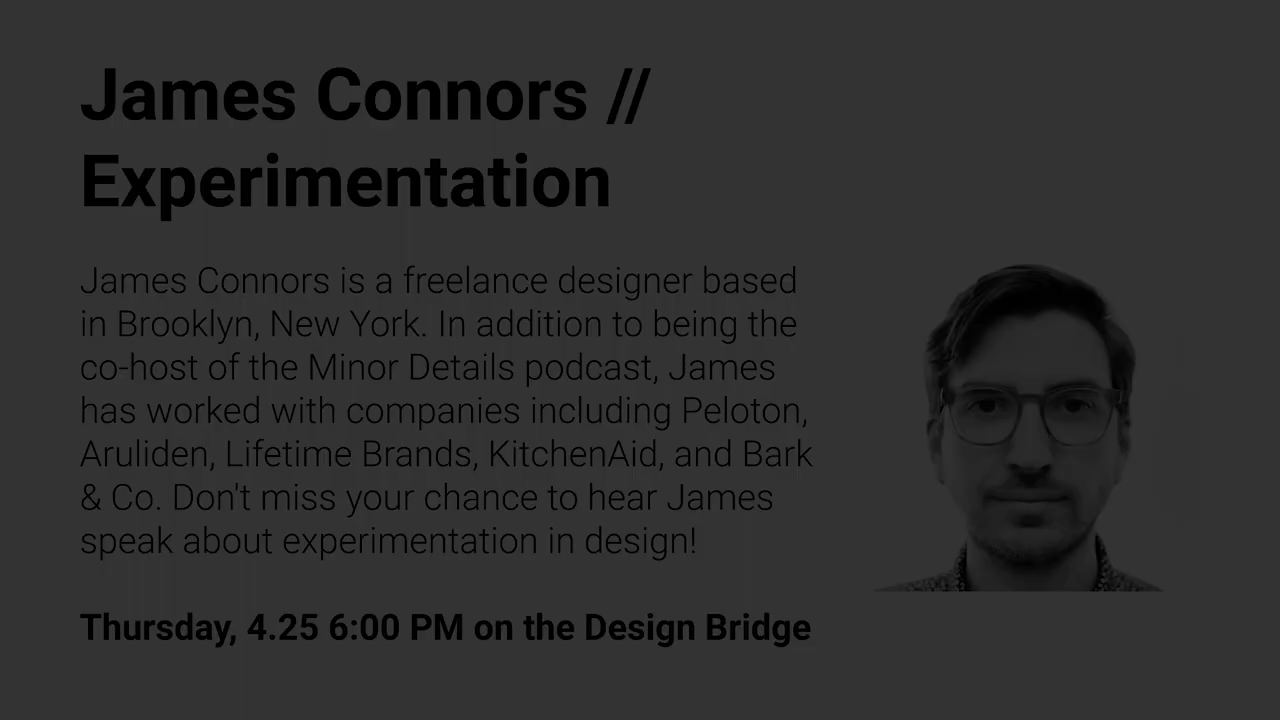 James Connors //
Experimentation
James Connors is a freelance designer based
in Brooklyn, New York. In addition to being the
co-host of the Minor Details podcast, James
has worked with companies including Peloton,
Aruliden, Lifetime Brands, KitchenAid, and Bark
& Co. Don't miss your chance to hear James
speak about experimentation in design!
Thursday, 4.25 6:00 PM on the Design Bridge